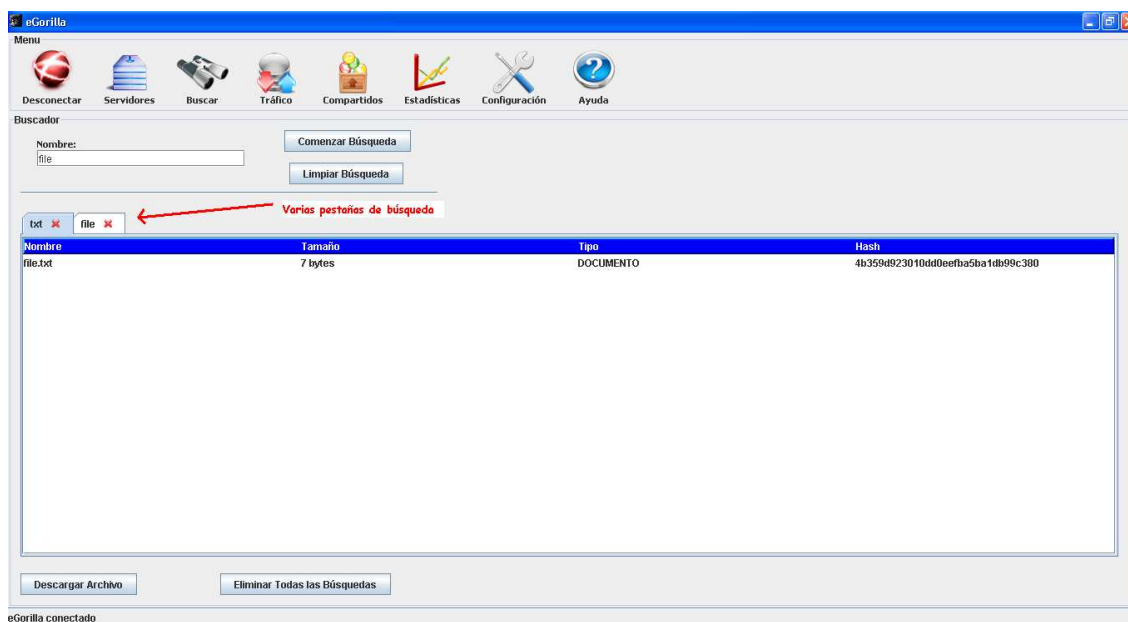 eGorilla
Menu
Desconectar Servidores Buscar Tráfico Compartidos Estadísticas Configuración Ayuda
Buscador
Nombre:
file
Comenzar Búsqueda
Limpiar Búsqueda
Varias pestañas de búsqueda
txt file
Nombre Tamaño Tipo Hash
file.txt 7 bytes DOCUMENTO 4b359d923010dd0eefba5ba1db99c380
Descargar Archivo Eliminar Todas las Búsquedas
eGorilla conectado